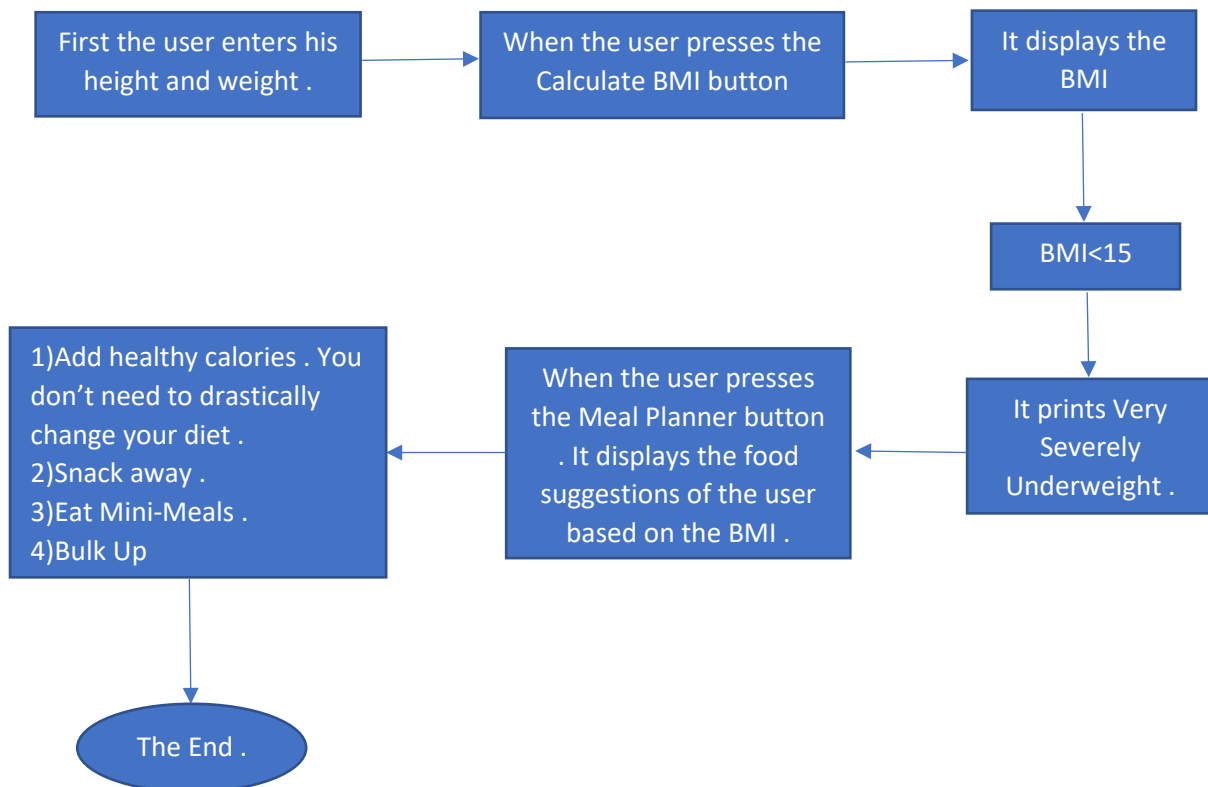 First the user enters his
height and weight .
When the user presses the
Calculate BMI button
It displays the
BMI
BMI<15
It prints Very
Severely
Underweight .
When the user presses
the Meal Planner button
. It displays the food
suggestions of the user
based on the BMI .
1)Add healthy calories . You
don’t need to drastically
change your diet .
2)Snack away .
3)Eat Mini-Meals .
4)Bulk Up
The End .